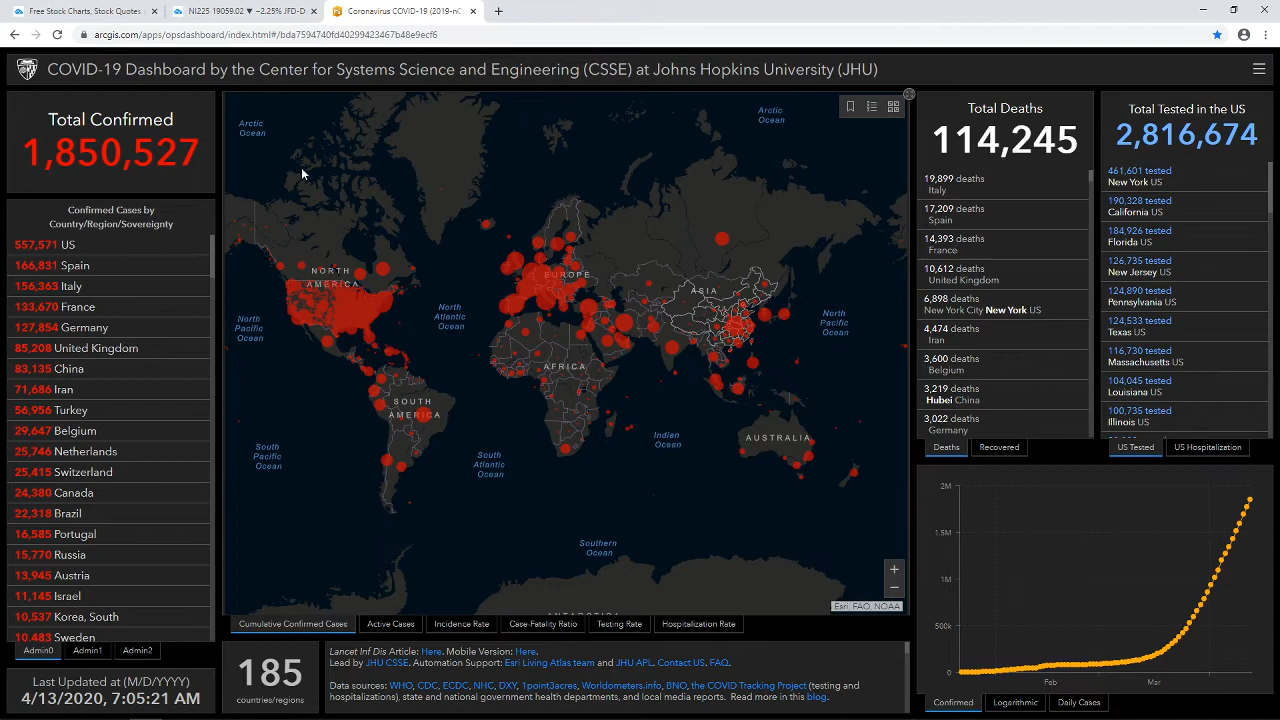 Free Stock Charts, Stock Quotes
NI225 19059.02 ▼ −2.25% JFD-D
Coronavirus COVID-19 (2019-nC
arcgis.com/apps/opsdashboard/index.html#/bda7594740fd40299423467b48e9ecf6
COVID-19 Dashboard by the Center for Systems Science and Engineering (CSSE) at Johns Hopkins University (JHU)
Total Confirmed
1,850,527
Confirmed Cases by
Country/Region/Sovereignty
557,571 US
166,831 Spain
156,363 Italy
133,670 France
127,854 Germany
85,208 United Kingdom
83,135 China
71,686 Iran
56,956 Turkey
29,647 Belgium
25,746 Netherlands
25,415 Switzerland
24,380 Canada
22,318 Brazil
16,585 Portugal
15,770 Russia
13,945 Austria
11,145 Israel
10,537 Korea, South
10,483 Sweden
Admin0
Admin1
Admin2
Last Updated at (M/D/YYYY)
4/13/2020, 7:05:21 AM
Arctic
Ocean
Arctic
Ocean
NORTH
AMERICA
EUROPE
ASIA
North
Pacific
Ocean
North
Atlantic
Ocean
North
Pacific
Ocean
AFRICA
SOUTH
AMERICA
South
Pacific
Ocean
South
Atlantic
Ocean
Indian
Ocean
AUSTRALIA
Southern
Ocean
ANTARCTICA
Esri, FAO, NOAA
Cumulative Confirmed Cases
Active Cases
Incidence Rate
Case-Fatality Ratio
Testing Rate
Hospitalization Rate
185
countries/regions
Lancet Inf Dis Article: Here. Mobile Version: Here.
Lead by JHU CSSE. Automation Support: Esri Living Atlas team and JHU APL. Contact US. FAQ.
Data sources: WHO, CDC, ECDC, NHC, DXY, 1point3acres, Worldometers.info, BNO, the COVID Tracking Project (testing and
hospitalizations), state and national government health departments, and local media reports. Read more in this blog.
Total Deaths
114,245
19,899 deaths
Italy
17,209 deaths
Spain
14,393 deaths
France
10,612 deaths
United Kingdom
6,898 deaths
New York City New York US
4,474 deaths
Iran
3,600 deaths
Belgium
3,219 deaths
Hubei China
3,022 deaths
Germany
Deaths
Recovered
Total Tested in the US
2,816,674
461,601 tested
New York US
190,328 tested
California US
184,926 tested
Florida US
126,735 tested
New Jersey US
124,890 tested
Pennsylvania US
124,533 tested
Texas US
116,730 tested
Massachusetts US
104,045 tested
Louisiana US
100,735 tested
Illinois US
US Tested
US Hospitalization
2M
1.5M
1M
500k
0
Feb
Mar
Confirmed
Logarithmic
Daily Cases